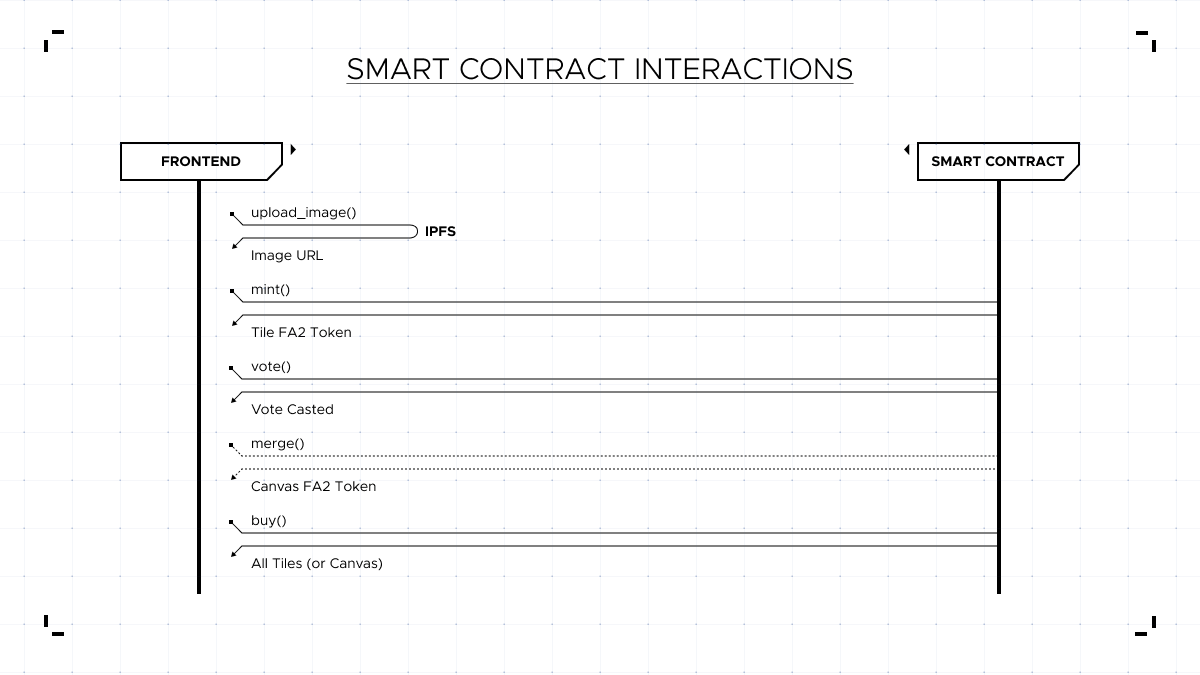 SMART CONTRACT INTERACTIONS
FRONTEND
SMART CONTRACT
upload_image()
IPFS
Image URL
mint()
Tile FA2 Token
vote()
Vote Casted
merge()
Canvas FA2 Token
buy()
All Tiles (or Canvas)